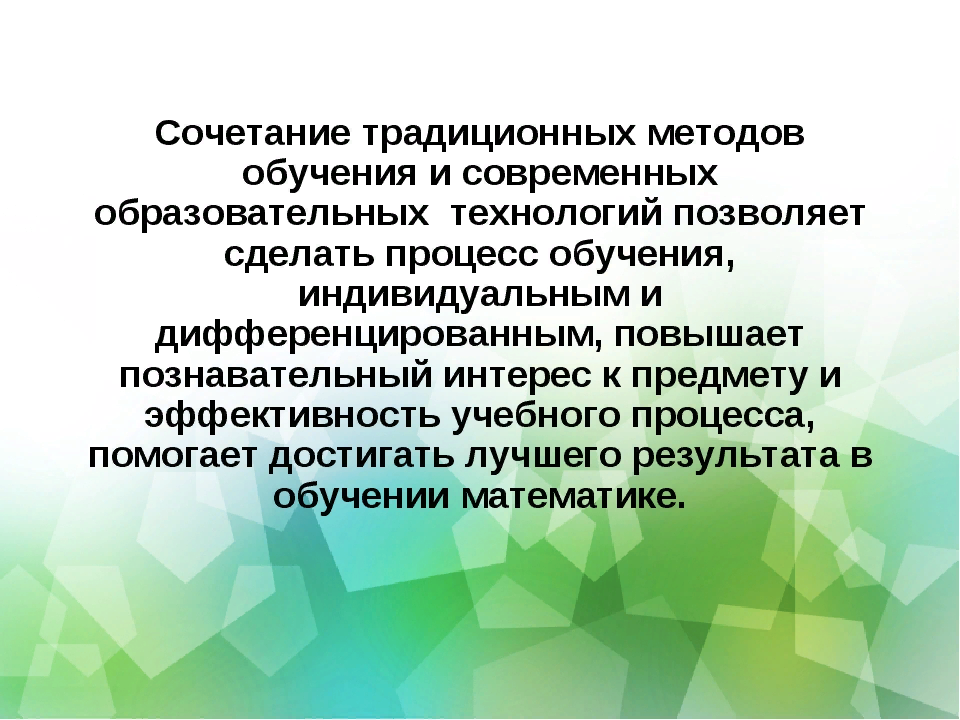 Сочетание традиционных методов
обучения и современных
образовательных  технологий позволяет
сделать процесс обучения,
индивидуальным и
дифференцированным, повышает
познавательный интерес к предмету и
эффективность учебного процесса,
помогает достигать лучшего результата в
обучении математике.